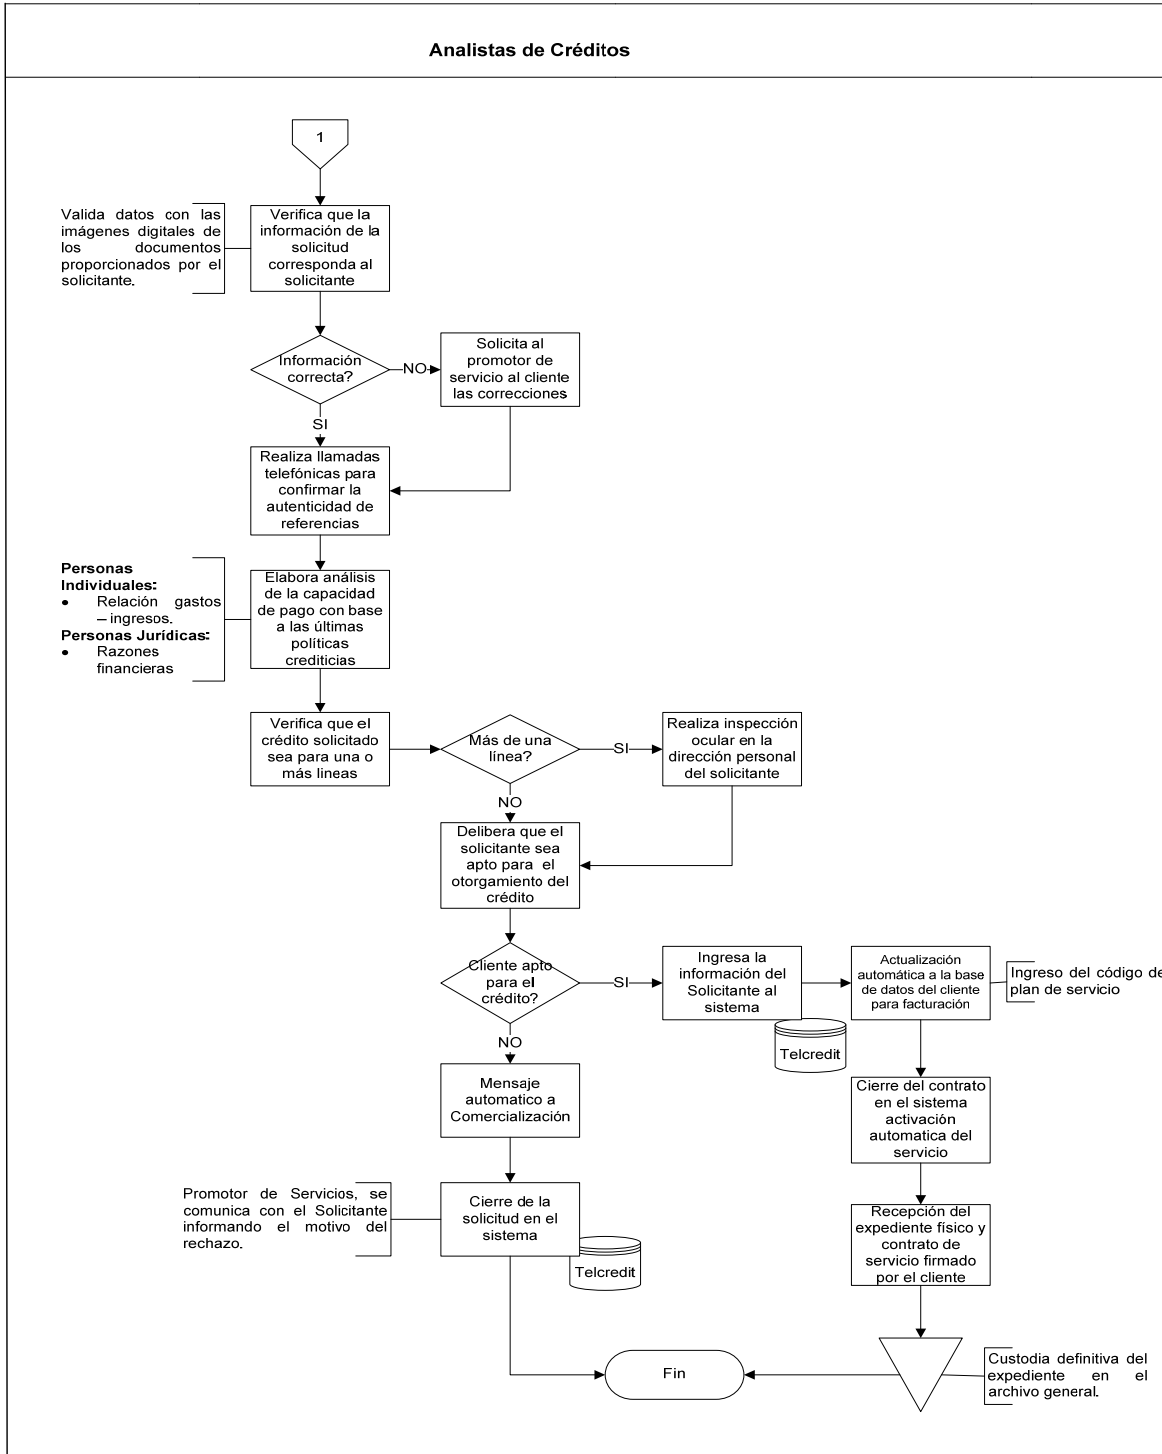 Analistas de Créditos
1
Valida datos con las
imágenes digitales de
los documentos
proporcionados por el
solicitante.
Verifica que la
información de la
solicitud
corresponda al
solicitante
Información
correcta?
NO
Solicita al
promotor de
servicio al cliente
las correcciones
SI
Realiza llamadas
telefónicas para
confirmar la
autenticidad de
referencias
Personas
Individuales:
• Relación gastos
– ingresos.
Personas Jurídicas:
• Razones
financieras
Elabora análisis
de la capacidad
de pago con base
a las últimas
políticas
crediticias
Verifica que el
crédito solicitado
sea para una o
más lineas
Más de una
línea?
SI
Realiza inspección
ocular en la
dirección personal
del solicitante
NO
Delibera que el
solicitante sea
apto para el
otorgamiento del
crédito
Cliente apto
para el
crédito?
SI
Ingresa la
información del
Solicitante al
sistema
Telcredit
Actualización
automática a la base
de datos del cliente
para facturación
Ingreso del código de
plan de servicio
NO
Mensaje
automatico a
Comercialización
Cierre del contrato
en el sistema
activación
automatica del
servicio
Promotor de Servicios, se
comunica con el Solicitante
informando el motivo del
rechazo.
Cierre de la
solicitud en el
sistema
Telcredit
Recepción del
expediente físico y
contrato de
servicio firmado
por el cliente
Fin
Custodia definitiva del
expediente en el
archivo general.